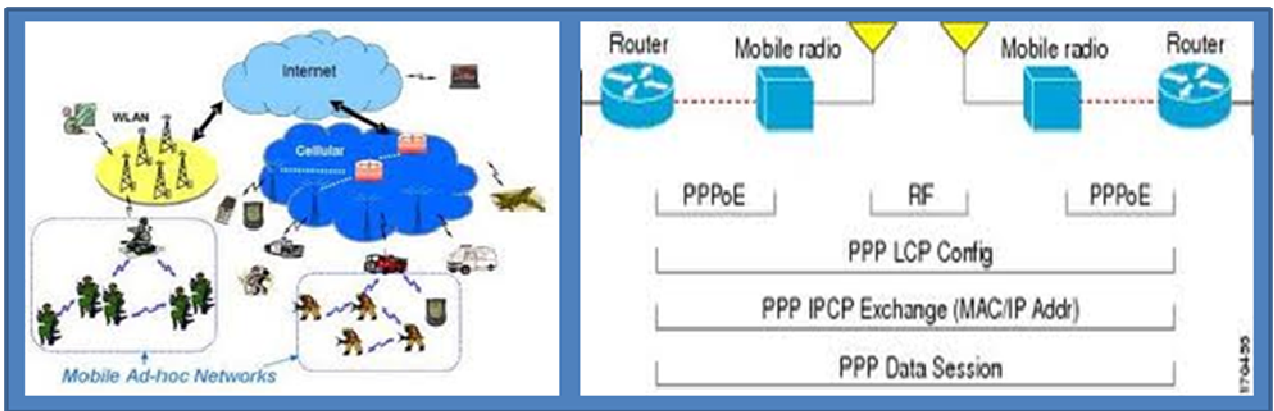 Internet
WLAN
Cellular
Mobile Ad-hoc Networks
Router
Mobile radio
Mobile radio
Router
PPPoE
RF
PPPoE
PPP LCP Config
PPP IPCP Exchange (MAC/IP Addr)
PPP Data Session